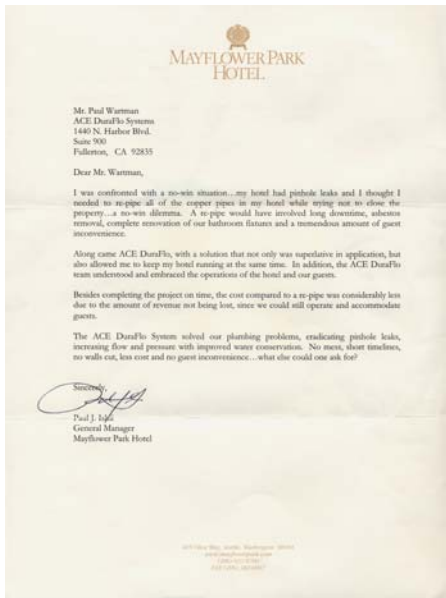 MAYFLOWER PARK
HOTEL
Mr. Paul Wartman
ACE DuraFlo Systems
1440 N. Harbor Blvd.
Suite 900
Fullerton, CA 92835
Dear Mr. Wartman,
I was confronted with a no-win situation…my hotel had pinhole leaks and I thought I
needed to re-pipe all of the copper pipes in my hotel while trying not to close the
property…a no-win dilemma. A re-pipe would have involved long downtime, asbestos
removal, complete renovation of our bathroom fixtures and a tremendous amount of guest
inconvenience.
Along came ACE DuraFlo, with a solution that not only was superlative in application, but
also allowed me to keep my hotel running at the same time. In addition, the ACE DuraFlo
team understood and embraced the operations of the hotel and our guests.
Besides completing the project on time, the cost compared to a re-pipe was considerably less
due to the amount of revenue not being lost, since we could still operate and accommodate
guests.
The ACE DuraFlo System solved our plumbing problems, eradicating pinhole leaks,
increasing flow and pressure with improved water conservation. No mess, short timelines,
no walls cut, less cost and no guest inconvenience…what else could one ask for?
Sincerely,
Paul J.
General Manager
Mayflower Park Hotel